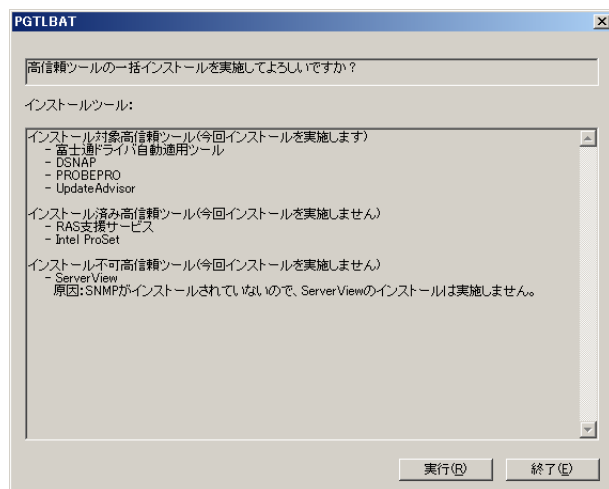 PGTLBAT
高信頼ツールの一括インストールを実施してよろしいですか？
インストールツール:
インストール対象高信頼ツール(今回インストールを実施します)
- 富士通ドライバ自動適用ツール
- DSNAP
- PROBEPRO
- UpdateAdvisor
インストール済み高信頼ツール(今回インストールを実施しません)
- RAS支援サービス
- Intel ProSet
インストール不可高信頼ツール(今回インストールを実施しません)
- ServerView
原因:SNMPがインストールされていないので、ServerViewのインストールは実施しません。
実行(R) 終了(E)